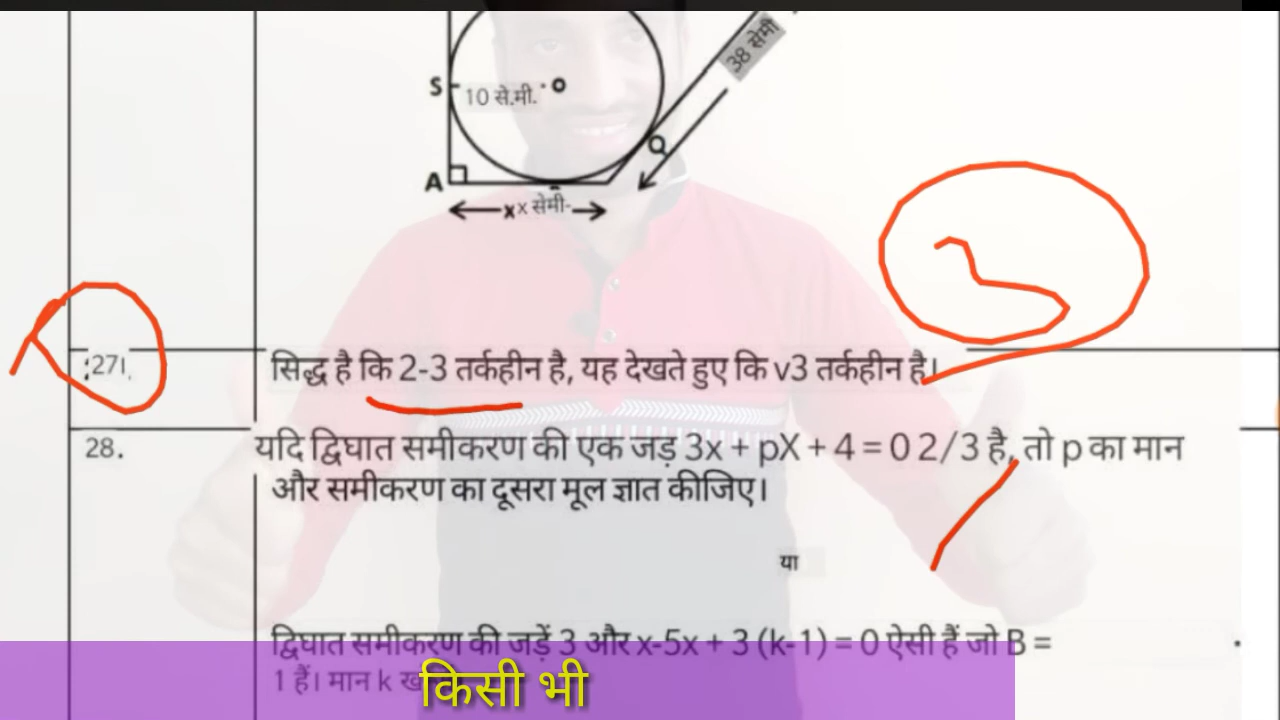 38 सेमी
S
10 से.मी.
O
Q
A
x x सेमी-
27।
सिद्ध है कि 2-3 तर्कहीन है, यह देखते हुए कि v3 तर्कहीन है।
28.
यदि द्विघात समीकरण की एक जड़ 3x + pX + 4 = 0 2/3 है, तो p का मान
और समीकरण का दूसरा मूल ज्ञात कीजिए।
या
द्विघात समीकरण की जड़ें 3 और x-5x + 3 (k-1) = 0 ऐसी हैं जो B =
1 हैं। मान k
किसी भी